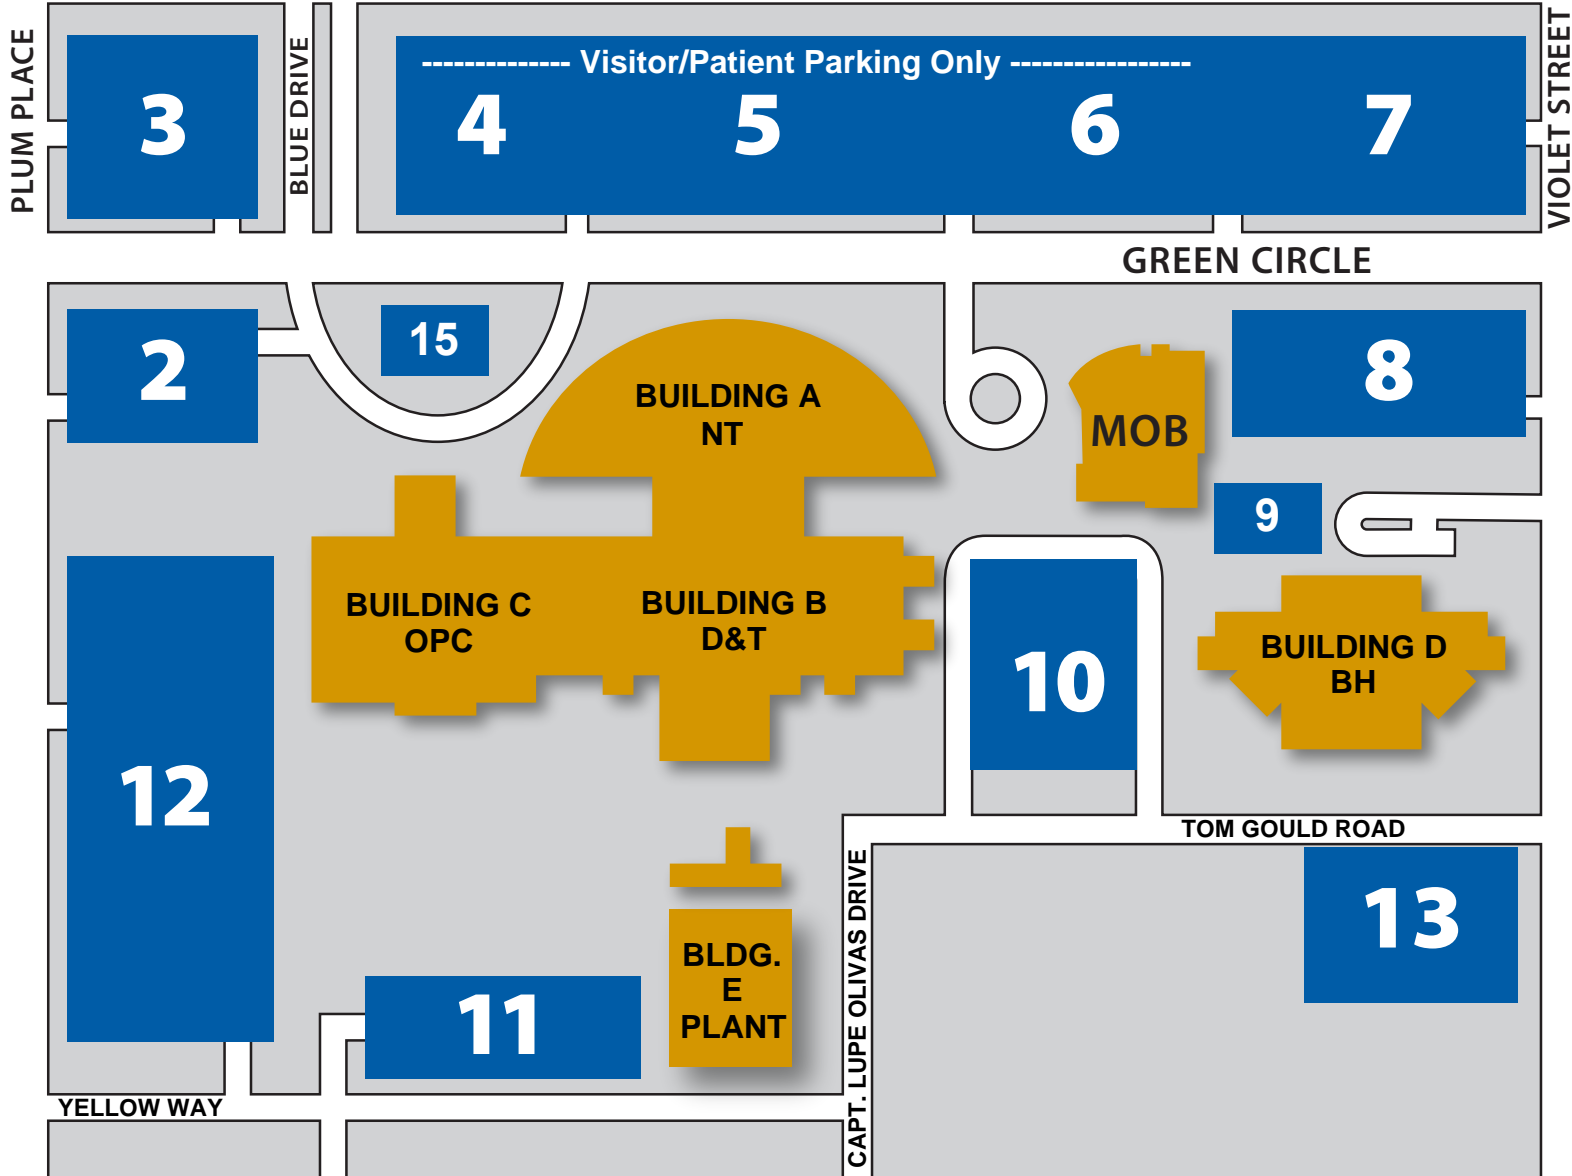 PLUM PLACE
BLUE DRIVE
VIOLET STREET
-------------- Visitor/Patient Parking Only -----------------
3
4
5
6
7
GREEN CIRCLE
2
15
8
BUILDING A
NT
MOB
9
BUILDING C
OPC
BUILDING B
D&T
10
BUILDING D
BH
12
TOM GOULD ROAD
CAPT. LUPE OLIVAS DRIVE
13
BLDG.
E
PLANT
11
YELLOW WAY